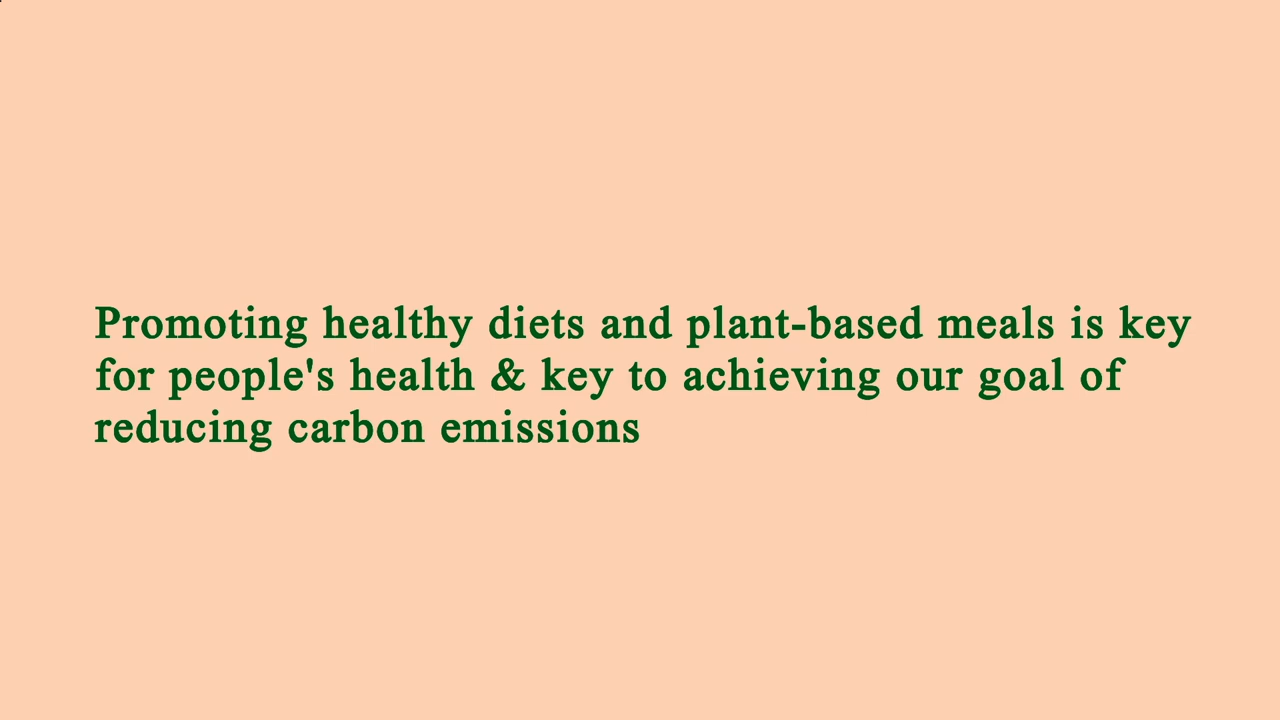 Promoting healthy diets and plant-based meals is key
for people's health & key to achieving our goal of
reducing carbon emissions